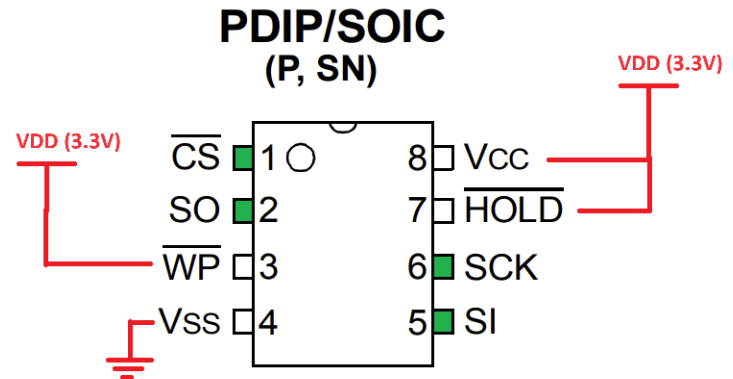 PDIP/SOIC
(P, SN)
VDD (3.3V)
VDD (3.3V)
CS 1 8 VCC
SO 2 7 HOLD
WP 3 6 SCK
VSS 4 5 SI